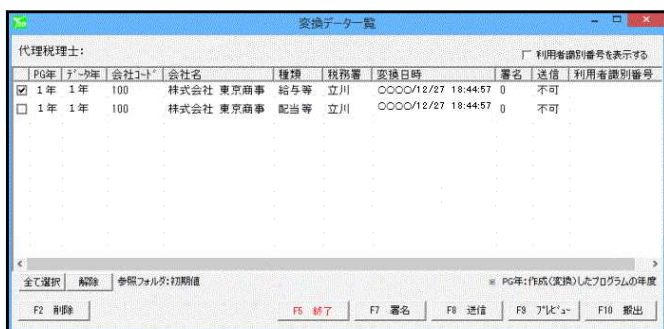 変換データ一覧
代理税理士:
利用者識別番号を表示する
PG年 データ年 会社コード 会社名 種類 税務署 変換日時 署名 送信 利用者識別番号
1年 1年 100 株式会社 東京商事 給与等 立川 〇〇〇〇/12/27 18:44:57 0 不可
1年 1年 100 株式会社 東京商事 配当等 立川 〇〇〇〇/12/27 18:44:57 0 不可
全て選択 解除 参照フォルダ:初期値 ※ PG年:作成(変換)したプログラムの年度
F2 削除 F5 終了 F7 署名 F8 送信 F9 プレビュー F10 搬出